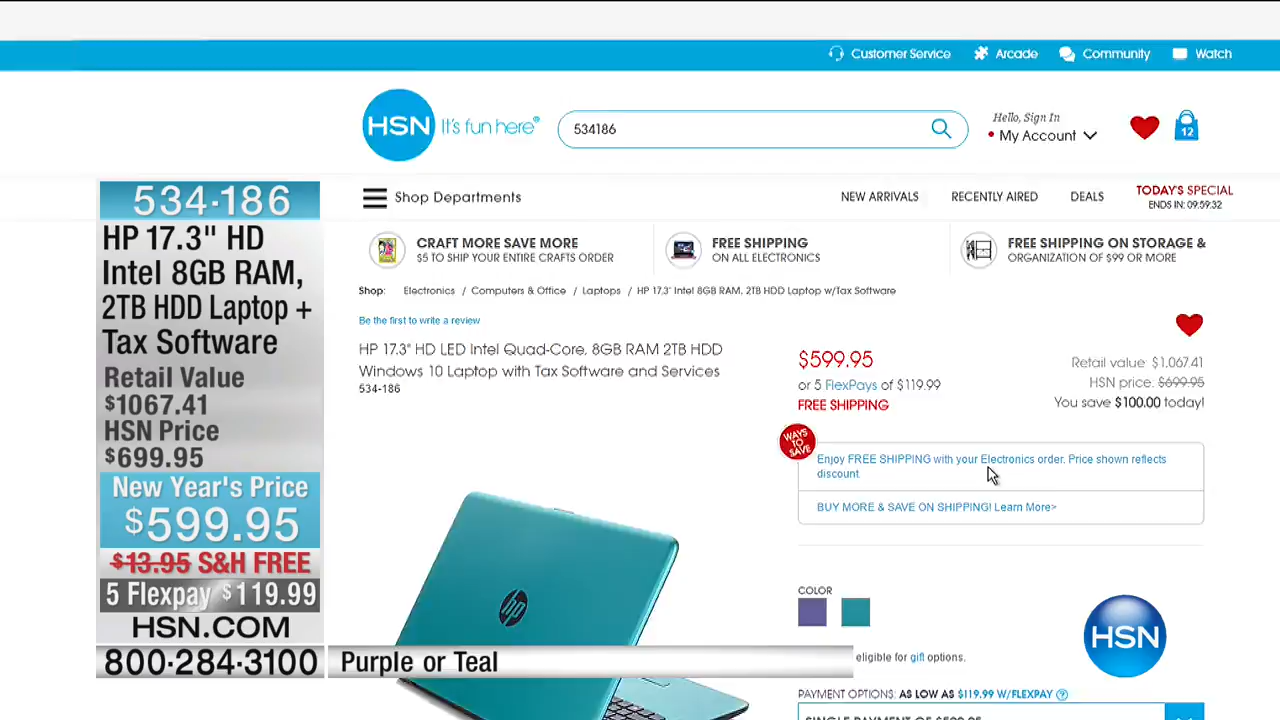 Customer Service Arcade Community Watch
HSN It's fun here®
534186
Hello, Sign In
My Account
12
534·186
HP 17.3" HD
Intel 8GB RAM,
2TB HDD Laptop +
Tax Software
Retail Value
$1067.41
HSN Price
$699.95
New Year's Price
$599.95
$13.95 S&H FREE
5 Flexpay $119.99
HSN.COM
800·284·3100
Purple or Teal
Shop Departments
NEW ARRIVALS RECENTLY AIRED DEALS
TODAY'S SPECIAL
ENDS IN: 09:59:32
CRAFT MORE SAVE MORE
$5 TO SHIP YOUR ENTIRE CRAFTS ORDER
FREE SHIPPING
ON ALL ELECTRONICS
FREE SHIPPING ON STORAGE &
ORGANIZATION OF $99 OR MORE
Shop: Electronics / Computers & Office / Laptops / HP 17.3" Intel 8GB RAM, 2TB HDD Laptop w/Tax Software
Be the first to write a review
HP 17.3" HD LED Intel Quad-Core, 8GB RAM 2TB HDD
Windows 10 Laptop with Tax Software and Services
534-186
$599.95
or 5 FlexPays of $119.99
FREE SHIPPING
Retail value: $1,067.41
HSN price: $699.95
You save $100.00 today!
WAYS
TO
SAVE
Enjoy FREE SHIPPING with your Electronics order. Price shown reflects
discount.
BUY MORE & SAVE ON SHIPPING! Learn More>
COLOR
hp
HSN
eligible for gift options.
PAYMENT OPTIONS: AS LOW AS $119.99 W/FLEXPAY ?
SINGLE PAYMENT OF $599.95